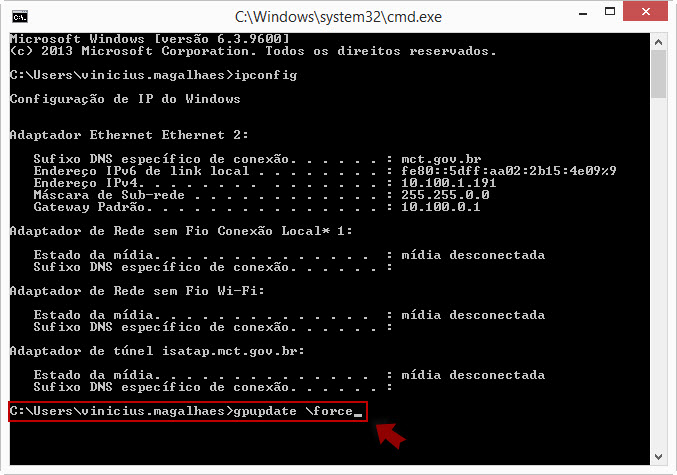 C:\Windows\system32\cmd.exe
Microsoft Windows [versão 6.3.9600]
(c) 2013 Microsoft Corporation. Todos os direitos reservados.
C:\Users\vinicius.magalhaes>ipconfig
Configuração de IP do Windows
Adaptador Ethernet Ethernet 2:
Sufixo DNS específico de conexão. . . . . . : mct.gov.br
Endereço IPv6 de link local . . . . . . . . : fe80::5dff:aa02:2b15:4e09%9
Endereço IPv4. . . . . . . . . . . . . . . : 10.100.1.191
Máscara de Sub-rede . . . . . . . . . . . . : 255.255.0.0
Gateway Padrão. . . . . . . . . . . . . . . : 10.100.0.1
Adaptador de Rede sem Fio Conexão Local* 1:
Estado da mídia. . . . . . . . . . . . . . : mídia desconectada
Sufixo DNS específico de conexão. . . . . . :
Adaptador de Rede sem Fio Wi-Fi:
Estado da mídia. . . . . . . . . . . . . . : mídia desconectada
Sufixo DNS específico de conexão. . . . . . :
Adaptador de túnel isatap.mct.gov.br:
Estado da mídia. . . . . . . . . . . . . . : mídia desconectada
Sufixo DNS específico de conexão. . . . . . :
C:\Users\vinicius.magalhaes>gpupdate \force_